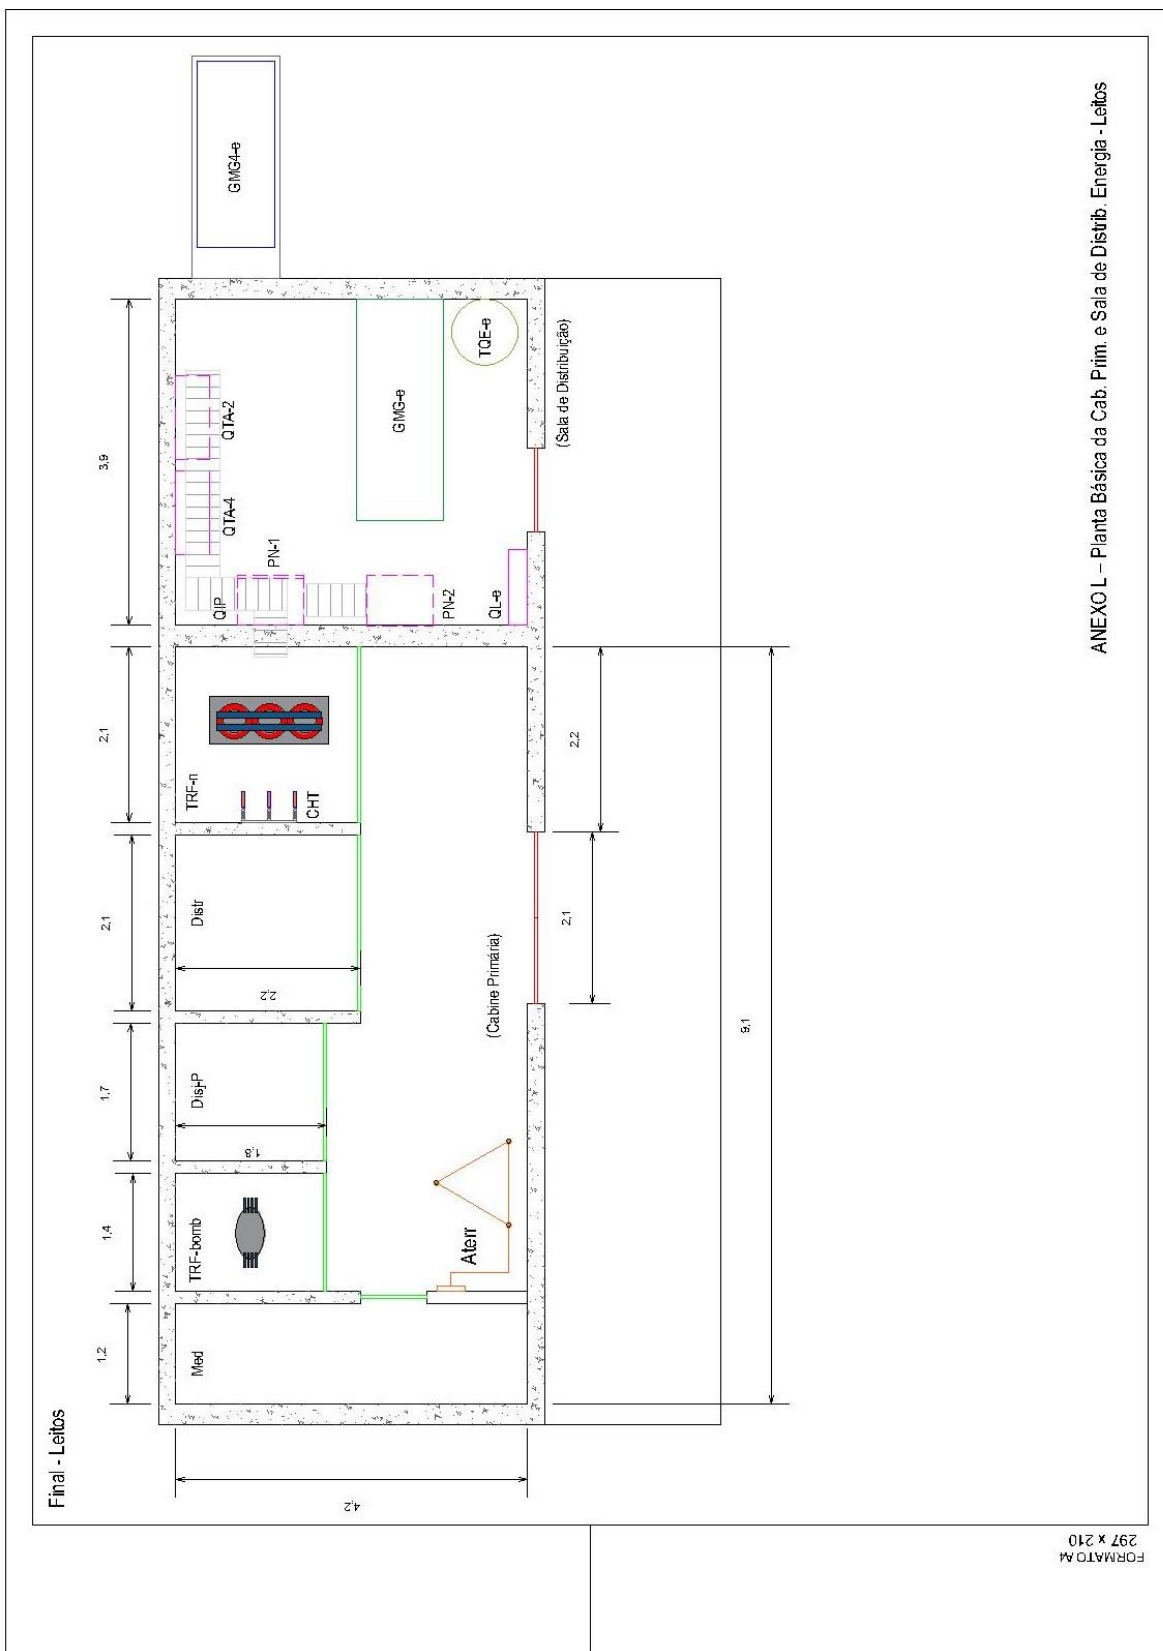 Final - Leitos
1,2
1,4
1,7
2,1
2,1
3,9
4,2
Med
TRF-bomb
Disj-P
1,8
Distr
2,2
TRF-n
CHT
QIP
PN-1
PN-2
QL-e
QTA-4
QTA-2
GMG-e
TQE-e
GMG4-e
Aterr
(Cabine Primária)
(Sala de Distribuição)
2,1
2,2
9,1
ANEXO L – Planta Básica da Cab. Prim. e Sala de Distrib. Energia - Leitos
FORMATO A4
297 x 210